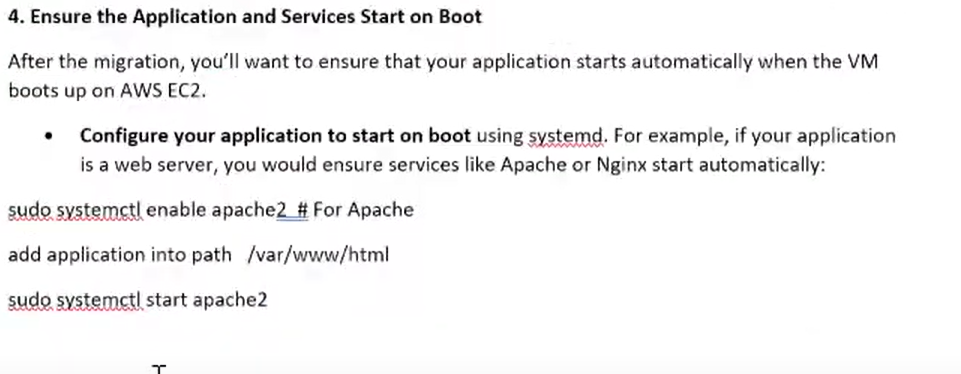 4. Ensure the Application and Services Start on Boot
After the migration, you'll want to ensure that your application starts automatically when the VM
boots up on AWS EC2.
• Configure your application to start on boot using systemd. For example, if your application
is a web server, you would ensure services like Apache or Nginx start automatically:
sudo systemctl enable apache2 # For Apache
add application into path /var/www/html
sudo systemctl start apache2